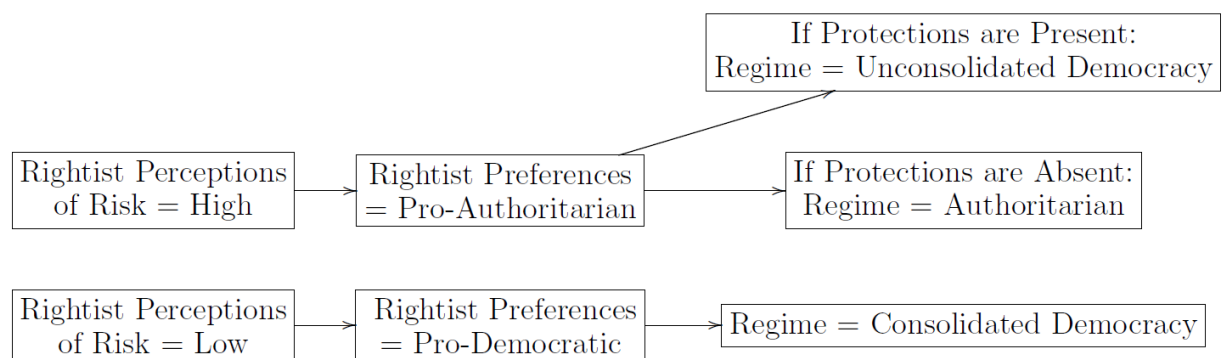 If Protections are Present:
Regime = Unconsolidated Democracy
Rightist Perceptions
of Risk = High
Rightist Preferences
= Pro-Authoritarian
If Protections are Absent:
Regime = Authoritarian
Rightist Perceptions
of Risk = Low
Rightist Preferences
= Pro-Democratic
Regime = Consolidated Democracy